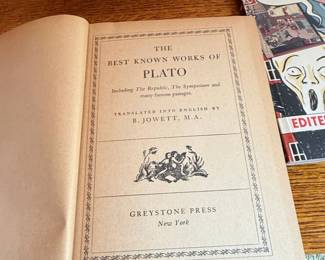 THE
BEST KNOWN WORKS OF
PLATO
Including The Republic, The Symposium and
many famous passages.
TRANSLATED INTO ENGLISH BY
B. JOWETT, M.A.
GREYSTONE PRESS
New York
EDITE